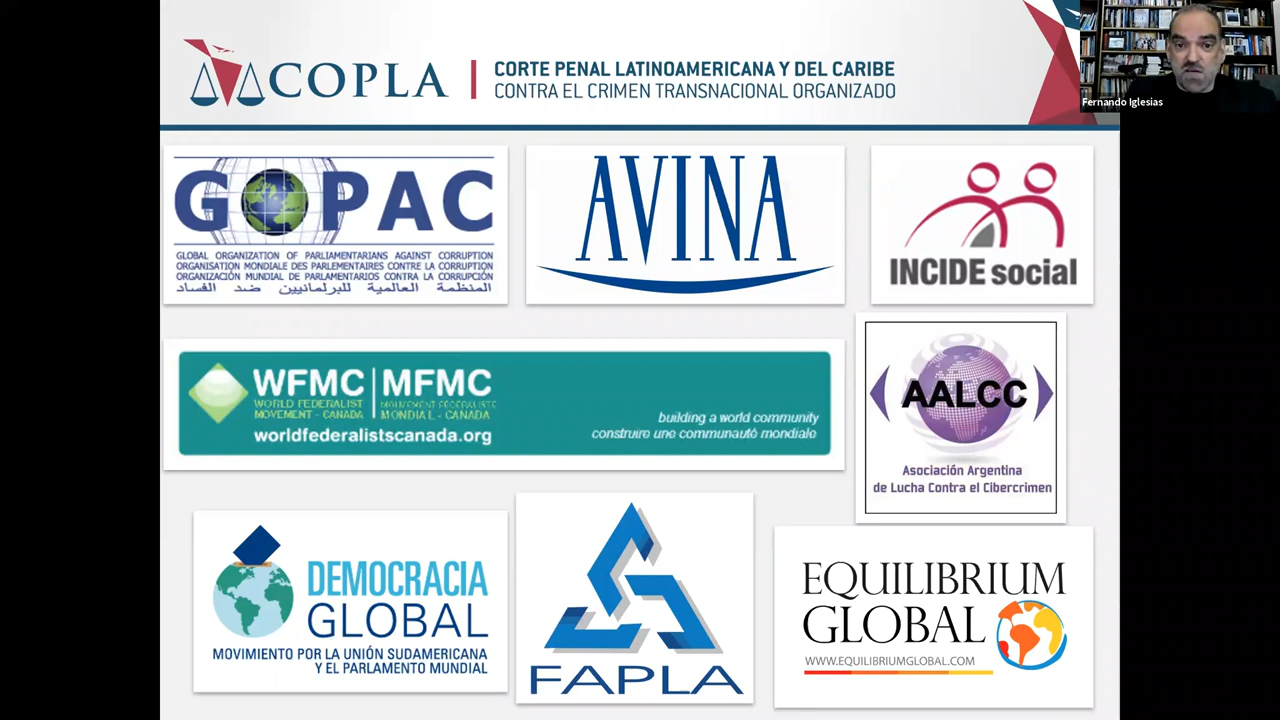 COPLA
CORTE PENAL LATINOAMERICANA Y DEL CARIBE
CONTRA EL CRIMEN TRANSNACIONAL ORGANIZADO
Fernando Iglesias
GOPAC
GLOBAL ORGANIZATION OF PARLIAMENTARIANS AGAINST CORRUPTION
ORGANISATION MONDIALE DES PARLEMENTAIRES CONTRE LA CORRUPTION
ORGANIZACIÓN MUNDIAL DE PARLAMENTARIOS CONTRA LA CORRUPCIÓN
المنظمة العالمية للبرلمانيين ضد الفساد
AVINA
INCIDE social
WFMC | MFMC
WORLD FEDERALIST MOUVEMENT FEDERALISTE
MOVEMENT - CANADA MONDIAL - CANADA
worldfederalistscanada.org
building a world community
construire une communauté mondiale
AALCC
Asociación Argentina
de Lucha Contra el Cibercrimen
DEMOCRACIA
GLOBAL
MOVIMIENTO POR LA UNIÓN SUDAMERICANA
Y EL PARLAMENTO MUNDIAL
FAPLA
EQUILIBRIUM
GLOBAL
WWW.EQUILIBRIUMGLOBAL.COM